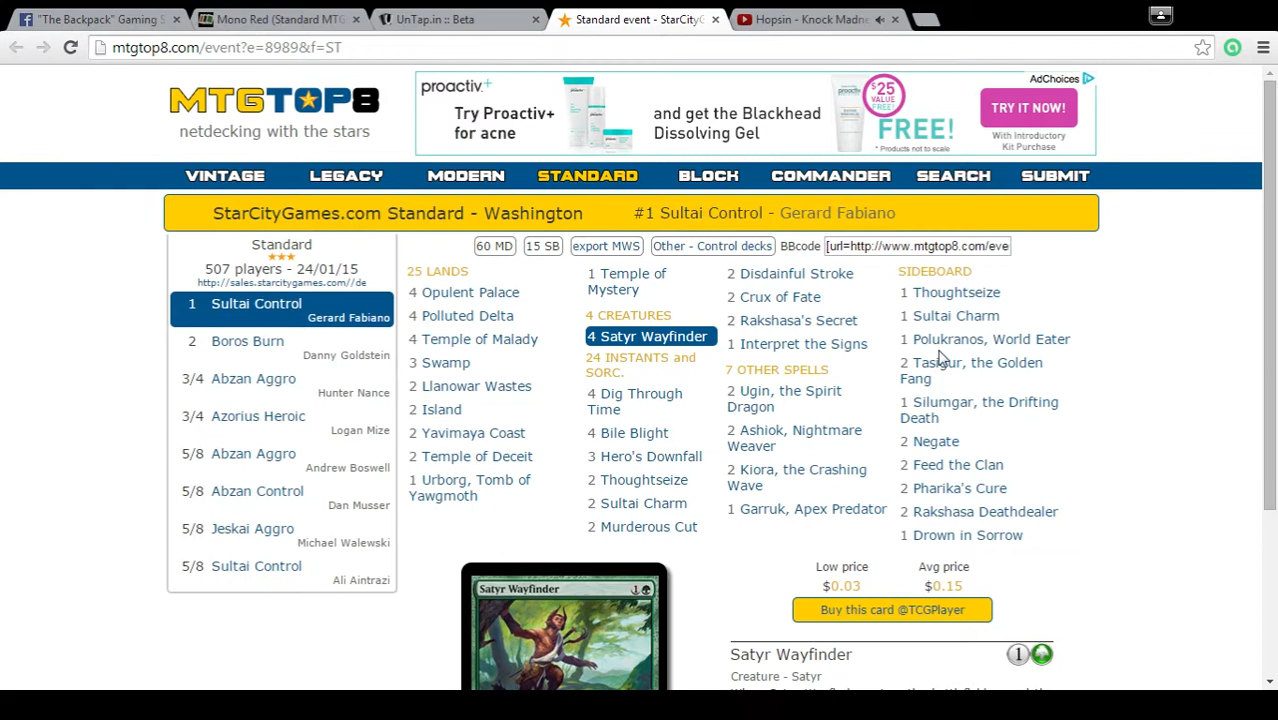 "The Backpack" Gaming S
Mono Red (Standard MTG
UnTap.in :: Beta
Standard event - StarCityG
Hopsin - Knock Madne
mtgtop8.com/event?e=8989&f=ST
MTGTOP8
netdecking with the stars
proactiv+
Try Proactiv+
for acne
and get the Blackhead
Dissolving Gel
$25
VALUE
FREE!
FREE!
* Products not to scale
AdChoices
TRY IT NOW!
With Introductory
Kit Purchase
VINTAGE LEGACY MODERN STANDARD BLOCK COMMANDER SEARCH SUBMIT
StarCityGames.com Standard - Washington #1 Sultai Control - Gerard Fabiano
Standard
507 players - 24/01/15
http://sales.starcitygames.com//de
1 Sultai Control
Gerard Fabiano
2 Boros Burn
Danny Goldstein
3/4 Abzan Aggro
Hunter Nance
3/4 Azorius Heroic
Logan Mize
5/8 Abzan Aggro
Andrew Boswell
5/8 Abzan Control
Dan Musser
5/8 Jeskai Aggro
Michael Walewski
5/8 Sultai Control
Ali Aintrazi
60 MD 15 SB export MWS Other - Control decks BBcode [url=http://www.mtgtop8.com/eve
25 LANDS
4 Opulent Palace
4 Polluted Delta
4 Temple of Malady
3 Swamp
2 Llanowar Wastes
2 Island
2 Yavimaya Coast
2 Temple of Deceit
1 Urborg, Tomb of
Yawgmoth
1 Temple of
Mystery
4 CREATURES
4 Satyr Wayfinder
24 INSTANTS and
SORC.
4 Dig Through
Time
4 Bile Blight
3 Hero's Downfall
2 Thoughtseize
2 Sultai Charm
2 Murderous Cut
2 Disdainful Stroke
2 Crux of Fate
2 Rakshasa's Secret
1 Interpret the Signs
7 OTHER SPELLS
2 Ugin, the Spirit
Dragon
2 Ashiok, Nightmare
Weaver
2 Kiora, the Crashing
Wave
1 Garruk, Apex Predator
SIDEBOARD
1 Thoughtseize
1 Sultai Charm
1 Polukranos, World Eater
2 Tasigur, the Golden
Fang
1 Silumgar, the Drifting
Death
2 Negate
2 Feed the Clan
2 Pharika's Cure
2 Rakshasa Deathdealer
1 Drown in Sorrow
Satyr Wayfinder 1
Low price Avg price
$0.03 $0.15
Buy this card @TCGPlayer
Satyr Wayfinder 1
Creature - Satyr